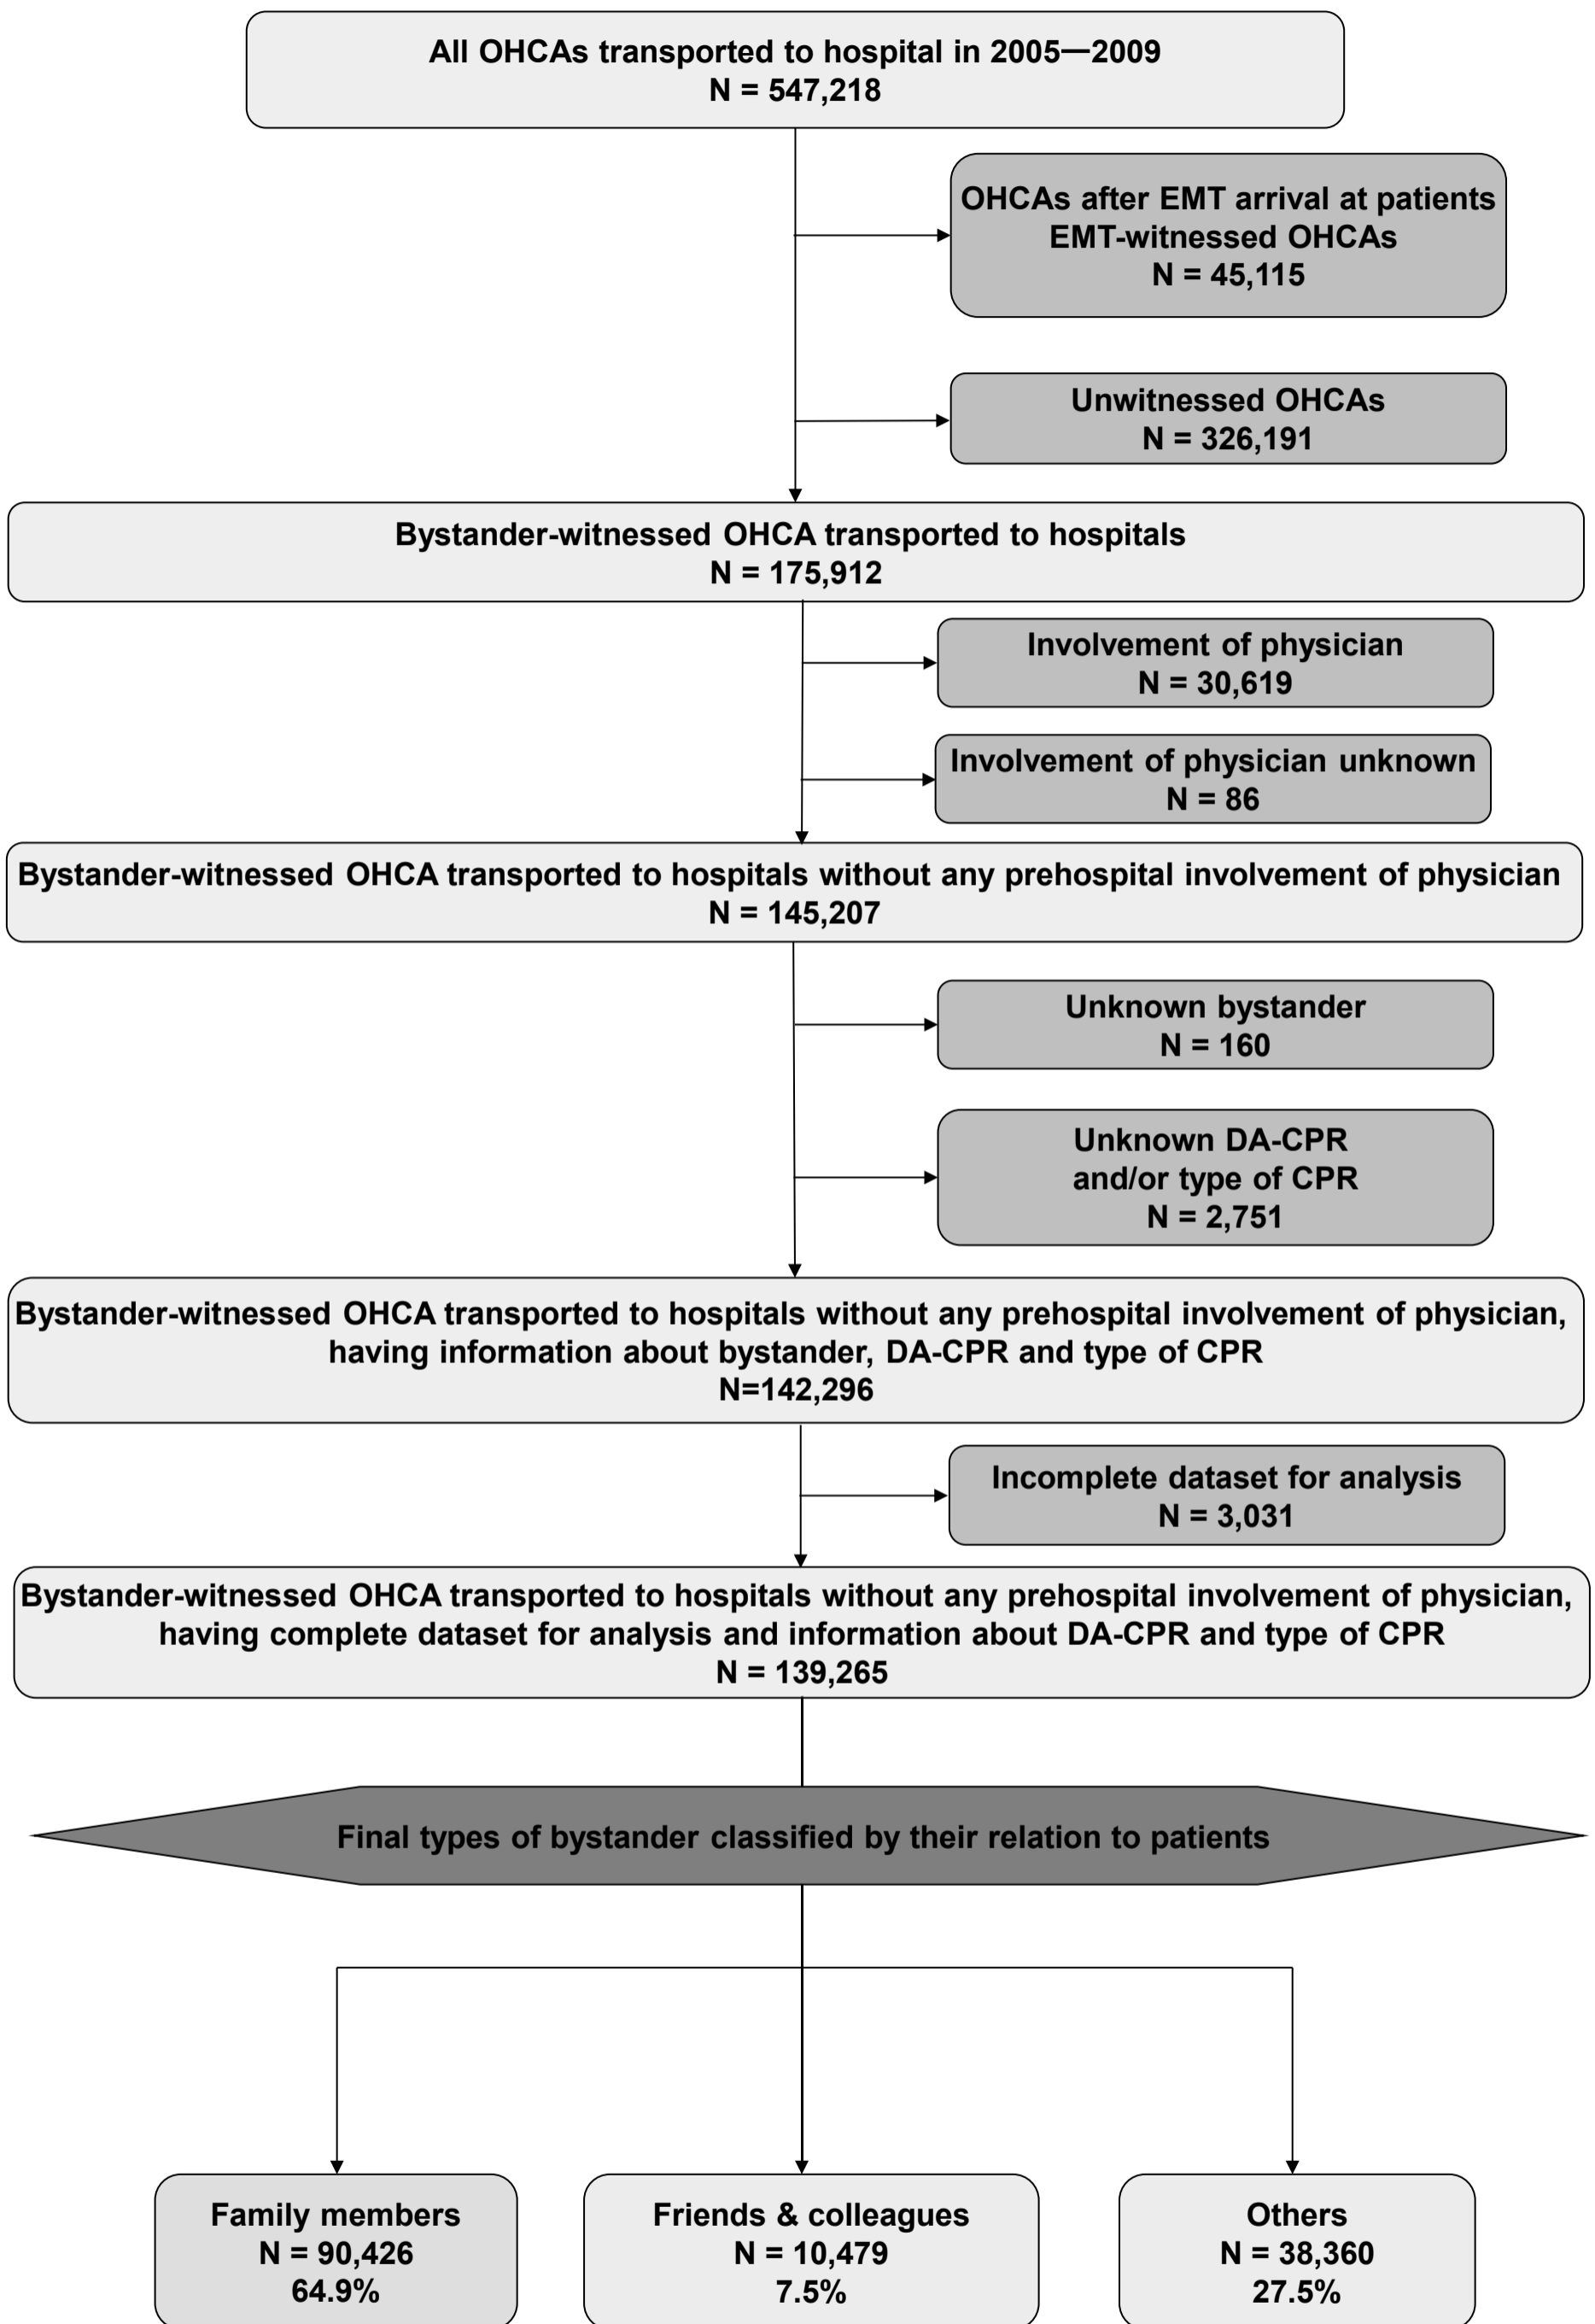 All OHCAs transported to hospital in 2005—2009
N = 547,218
OHCAs after EMT arrival at patients
EMT-witnessed OHCAs
N = 45,115
Unwitnessed OHCAs
N = 326,191
Bystander-witnessed OHCA transported to hospitals
N = 175,912
Involvement of physician
N = 30,619
Involvement of physician unknown
N = 86
Bystander-witnessed OHCA transported to hospitals without any prehospital involvement of physician
N = 145,207
Unknown bystander
N = 160
Unknown DA-CPR
and/or type of CPR
N = 2,751
Bystander-witnessed OHCA transported to hospitals without any prehospital involvement of physician,
having information about bystander, DA-CPR and type of CPR
N=142,296
Incomplete dataset for analysis
N = 3,031
Bystander-witnessed OHCA transported to hospitals without any prehospital involvement of physician,
having complete dataset for analysis and information about DA-CPR and type of CPR
N = 139,265
Final types of bystander classified by their relation to patients
Family members
N = 90,426
64.9%
Friends & colleagues
N = 10,479
7.5%
Others
N = 38,360
27.5%